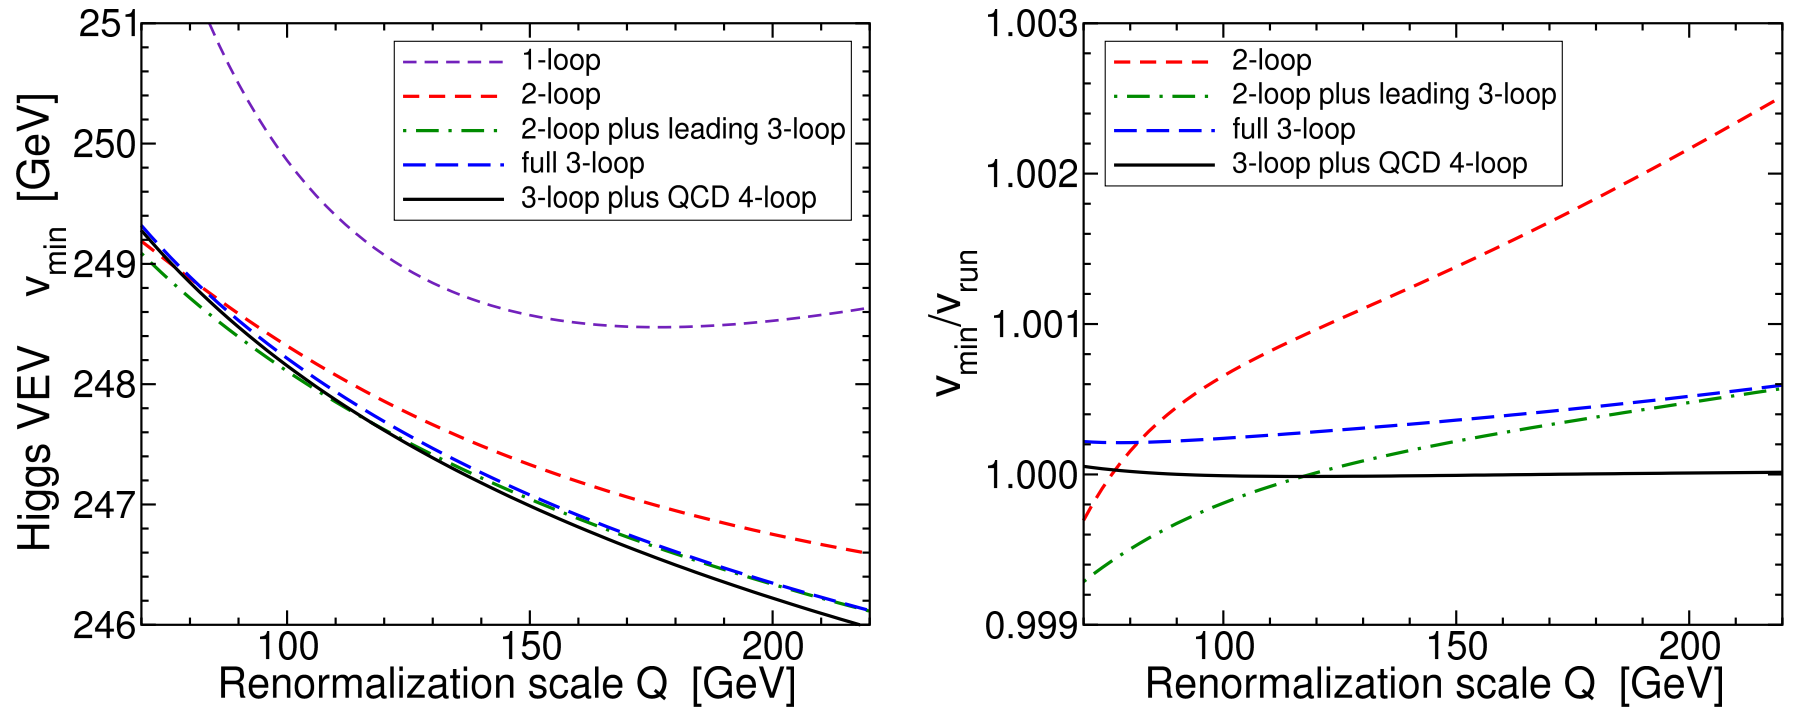 251
250
249
248
247
246
100
150
200
Higgs VEV v_min [GeV]
Renormalization scale Q [GeV]
1-loop
2-loop
2-loop plus leading 3-loop
full 3-loop
3-loop plus QCD 4-loop
1.003
1.002
1.001
1.000
0.999
100
150
200
v_min/v_run
Renormalization scale Q [GeV]
2-loop
2-loop plus leading 3-loop
full 3-loop
3-loop plus QCD 4-loop